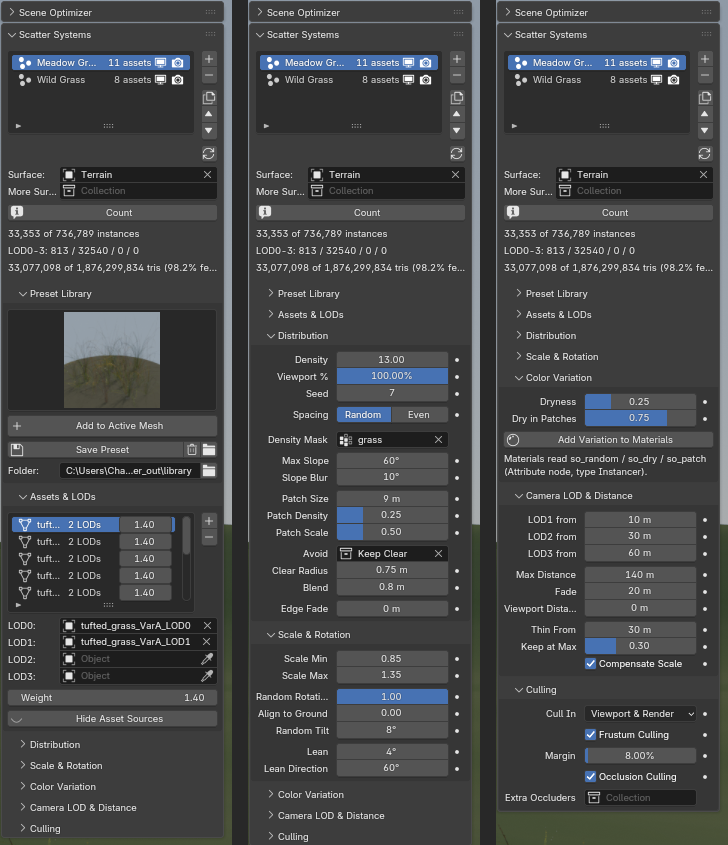 Scene Optimizer
Scatter Systems
Meadow Gr... 11 assets
Wild Grass 8 assets
Surface: Terrain
More Sur... Collection
Count
33,353 of 736,789 instances
LOD0-3: 813 / 32540 / 0 / 0
33,077,098 of 1,876,299,834 tris (98.2% fe...
Preset Library
Add to Active Mesh
Save Preset
Folder: C:\Users\Cha...er_out\library
Assets & LODs
tuft... 2 LODs 1.40
tuft... 2 LODs 1.40
tuft... 2 LODs 1.40
tuft... 2 LODs 1.40
tuft... 2 LODs 1.40
LOD0: tufted_grass_VarA_LOD0
LOD1: tufted_grass_VarA_LOD1
LOD2: Object
LOD3: Object
Weight 1.40
Hide Asset Sources
Distribution
Scale & Rotation
Color Variation
Camera LOD & Distance
Culling
Scene Optimizer
Scatter Systems
Meadow Gr... 11 assets
Wild Grass 8 assets
Surface: Terrain
More Sur... Collection
Count
33,353 of 736,789 instances
LOD0-3: 813 / 32540 / 0 / 0
33,077,098 of 1,876,299,834 tris (98.2% fe...
Preset Library
Assets & LODs
Distribution
Density 13.00
Viewport % 100.00%
Seed 7
Spacing Random Even
Density Mask grass
Max Slope 60°
Slope Blur 10°
Patch Size 9 m
Patch Density 0.25
Patch Scale 0.50
Avoid Keep Clear
Clear Radius 0.75 m
Blend 0.8 m
Edge Fade 0 m
Scale & Rotation
Scale Min 0.85
Scale Max 1.35
Random Rotati... 1.00
Align to Ground 0.00
Random Tilt 8°
Lean 4°
Lean Direction 60°
Color Variation
Camera LOD & Distance
Culling
Scene Optimizer
Scatter Systems
Meadow Gr... 11 assets
Wild Grass 8 assets
Surface: Terrain
More Sur... Collection
Count
33,353 of 736,789 instances
LOD0-3: 813 / 32540 / 0 / 0
33,077,098 of 1,876,299,834 tris (98.2% fe...
Preset Library
Assets & LODs
Distribution
Scale & Rotation
Color Variation
Dryness 0.25
Dry in Patches 0.75
Add Variation to Materials
Materials read so_random / so_dry / so_patch
(Attribute node, type Instancer).
Camera LOD & Distance
LOD1 from 10 m
LOD2 from 30 m
LOD3 from 60 m
Max Distance 140 m
Fade 20 m
Viewport Dista... 0 m
Thin From 30 m
Keep at Max 0.30
Compensate Scale
Culling
Cull In Viewport & Render
Frustum Culling
Margin 8.00%
Occlusion Culling
Extra Occluders Collection